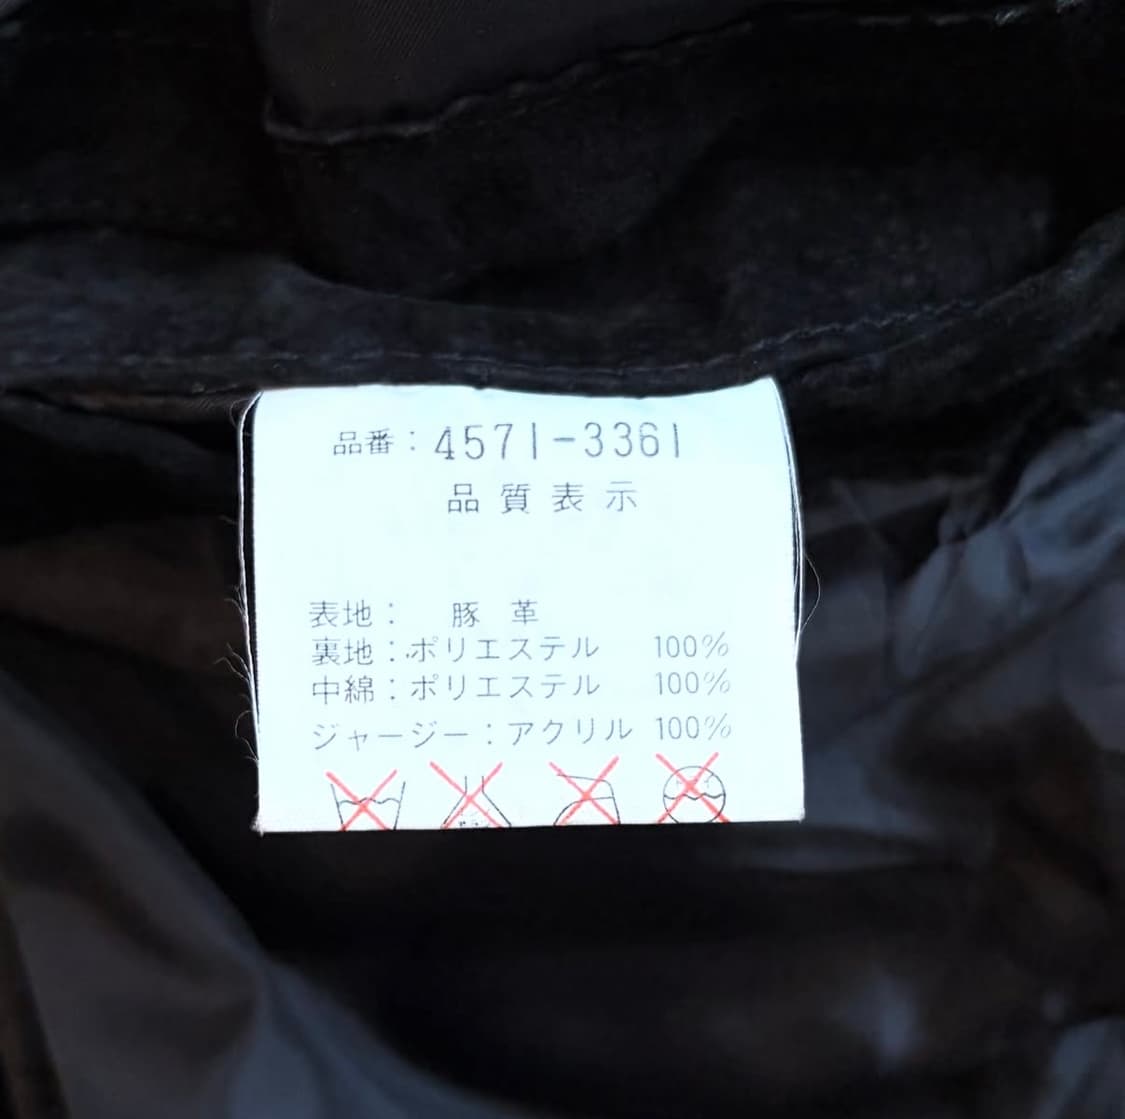 品番：4571-3361
品質表示
表地： 豚革
裏地：ポリエステル 100%
中綿：ポリエステル 100%
ジャージー：アクリル 100%